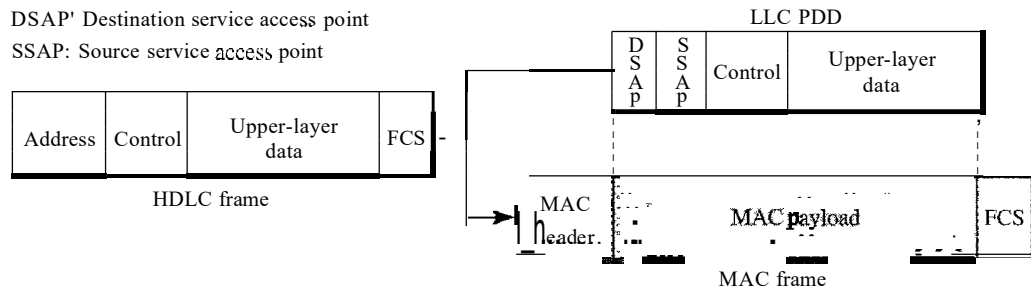 DSAP' Destination service access point
SSAP: Source service access point
LLC PDD
D
S
S
A
A
p
p
Control
Upper-layer
data
Address
Control
Upper-layer
data
FCS
HDLC frame
MAC
header
MAC payload
FCS
MAC frame